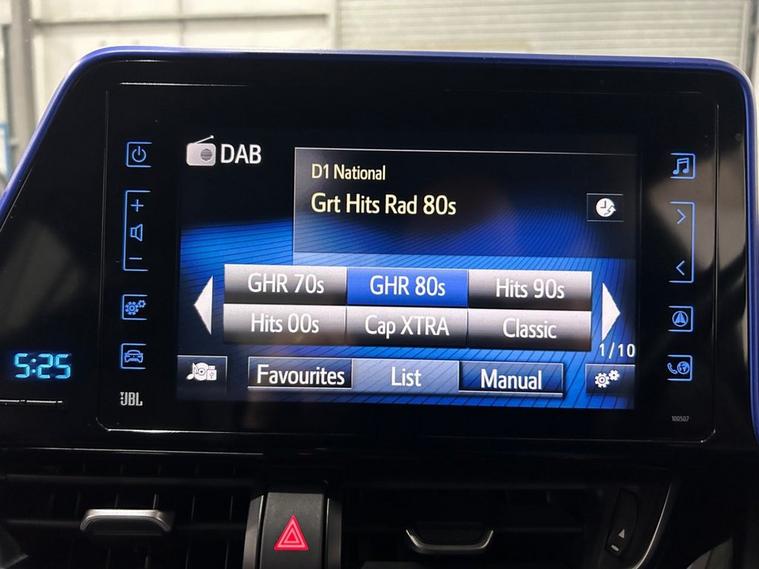 DAB
D1 National
Grt Hits Rad 80s
GHR 70s
GHR 80s
Hits 90s
Hits 00s
Cap XTRA
Classic
1/10
Favourites
List
Manual
5:25
JBL
100507